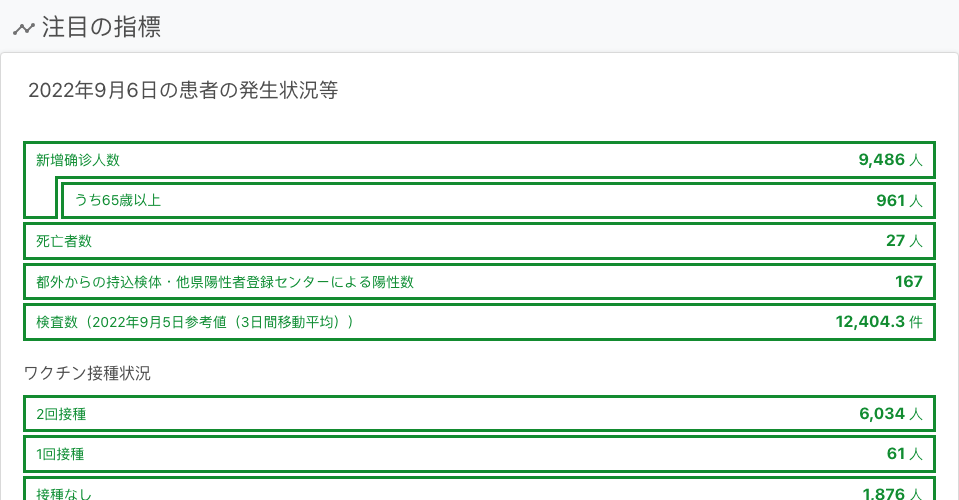 注目の指標
2022年9月6日の患者の発生状況等
新增确诊人数 9,486 人
うち65歳以上 961 人
死亡者数 27 人
都外からの持込検体・他県陽性者登録センターによる陽性数 167
検査数（2022年9月5日参考値（3日間移動平均）) 12,404.3 件
ワクチン接種状況
2回接種 6,034 人
1回接種 61 人
接種なし 1,876 人